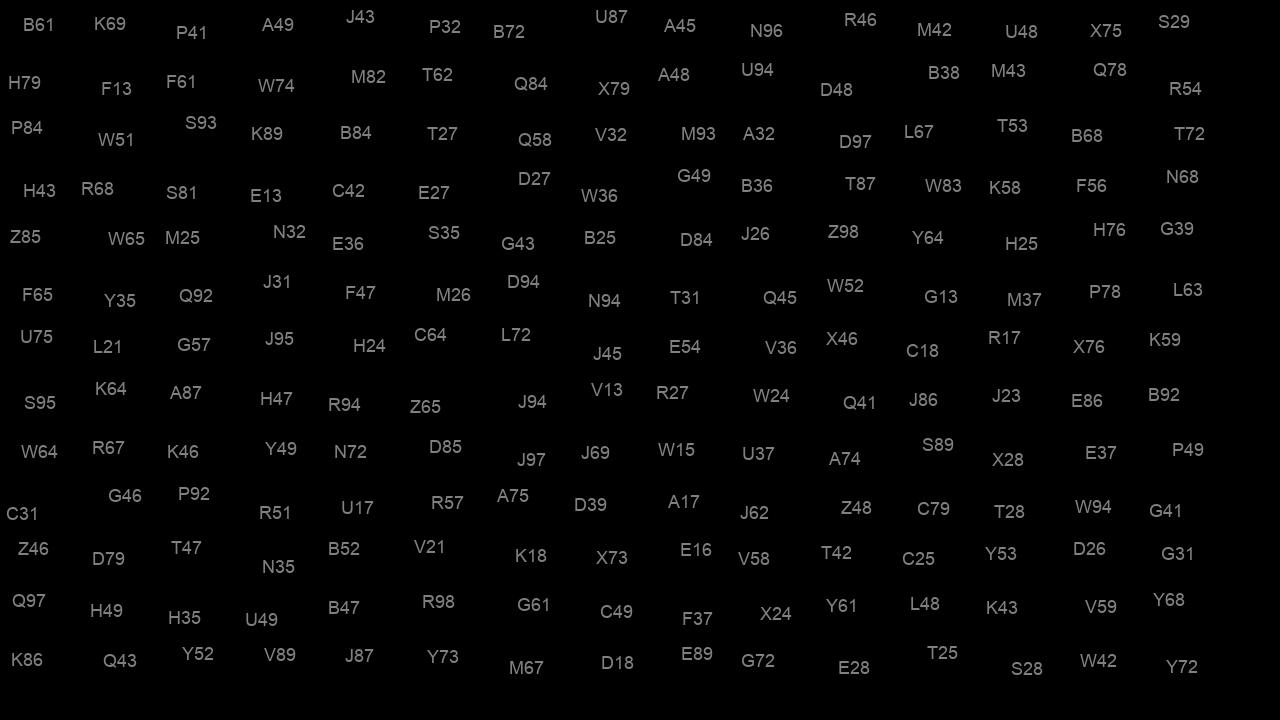 B61 K69 P41 A49 J43 P32 B72 U87 A45 N96 R46 M42 U48 X75 S29
H79 F13 F61 W74 M82 T62 Q84 X79 A48 U94 D48 B38 M43 Q78 R54
P84 W51 S93 K89 B84 T27 Q58 V32 M93 A32 D97 L67 T53 B68 T72
H43 R68 S81 E13 C42 E27 D27 W36 G49 B36 T87 W83 K58 F56 N68
Z85 W65 M25 N32 E36 S35 G43 B25 D84 J26 Z98 Y64 H25 H76 G39
F65 Y35 Q92 J31 F47 M26 D94 N94 T31 Q45 W52 G13 M37 P78 L63
U75 L21 G57 J95 H24 C64 L72 J45 E54 V36 X46 C18 R17 X76 K59
S95 K64 A87 H47 R94 Z65 J94 V13 R27 W24 Q41 J86 J23 E86 B92
W64 R67 K46 Y49 N72 D85 J97 J69 W15 U37 A74 S89 X28 E37 P49
C31 G46 P92 R51 U17 R57 A75 D39 A17 J62 Z48 C79 T28 W94 G41
Z46 D79 T47 N35 B52 V21 K18 X73 E16 V58 T42 C25 Y53 D26 G31
Q97 H49 H35 U49 B47 R98 G61 C49 F37 X24 Y61 L48 K43 V59 Y68
K86 Q43 Y52 V89 J87 Y73 M67 D18 E89 G72 E28 T25 S28 W42 Y72